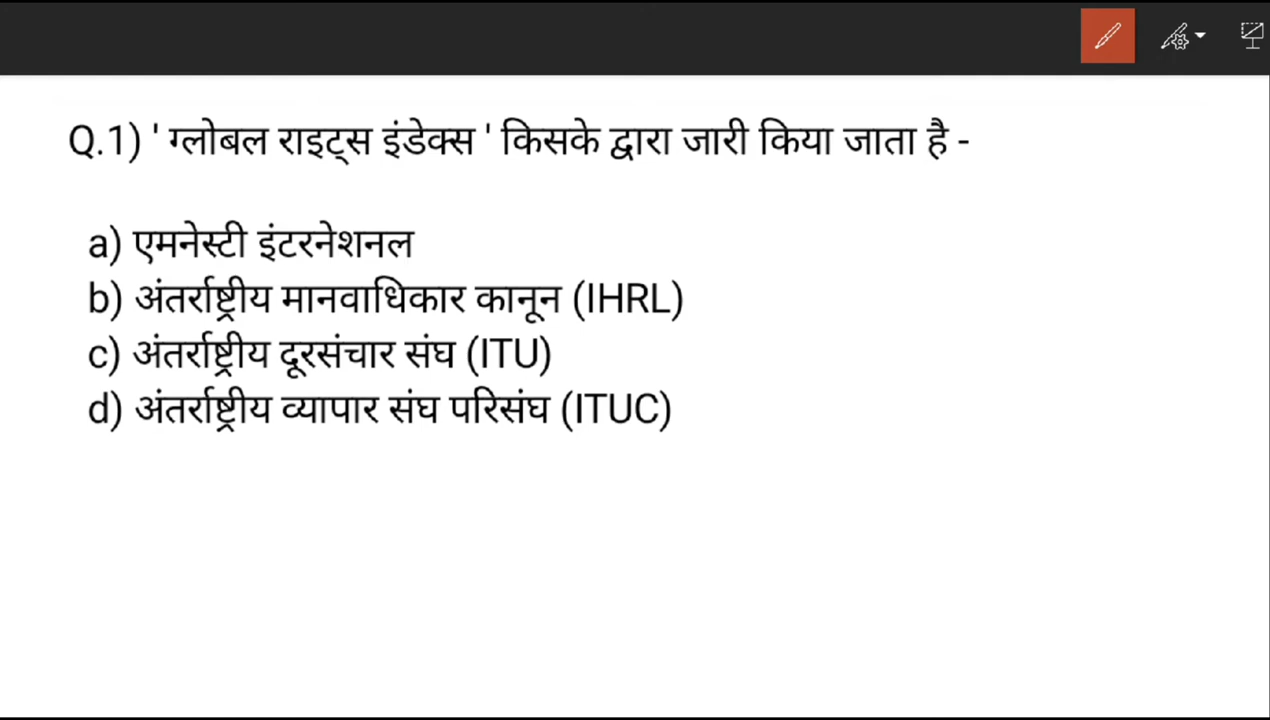 Q.1) ' ग्लोबल राइट्स इंडेक्स ' किसके द्वारा जारी किया जाता है -
a) एमनेस्टी इंटरनेशनल
b) अंतर्राष्ट्रीय मानवाधिकार कानून (IHRL)
c) अंतर्राष्ट्रीय दूरसंचार संघ (ITU)
d) अंतर्राष्ट्रीय व्यापार संघ परिसंघ (ITUC)